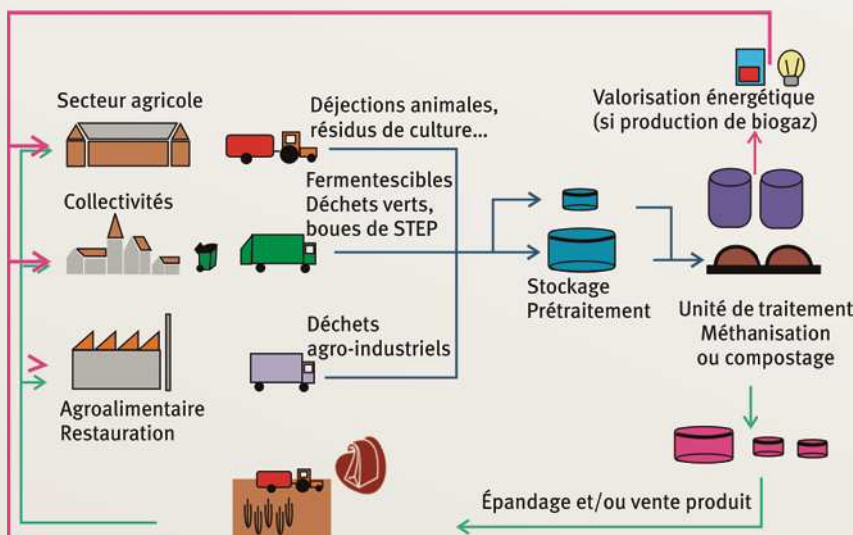 Secteur agricole
Déjections animales,
résidus de culture...
Valorisation énergétique
(si production de biogaz)
Collectivités
Fermentescibles
Déchets verts,
boues de STEP
Stockage
Prétraitement
Unité de traitement
Méthanisation
ou compostage
Déchets
agro-industriels
Agroalimentaire
Restauration
Épandage et/ou vente produit